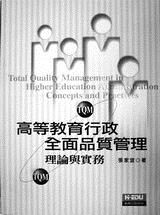 Total Quality Management in
Higher Education Administration
Concepts and Practices
TQM
高等教育行政
全面品質管理
理論與實務
張家宜 著
TQM